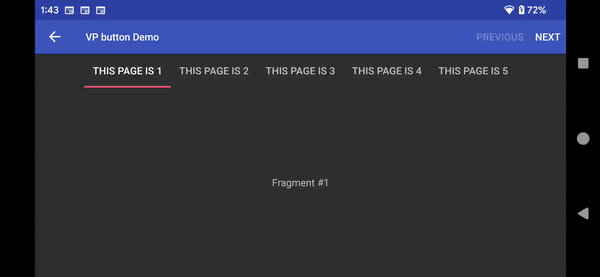 1:43 72%
VP button Demo PREVIOUS NEXT
THIS PAGE IS 1 THIS PAGE IS 2 THIS PAGE IS 3 THIS PAGE IS 4 THIS PAGE IS 5
Fragment #1